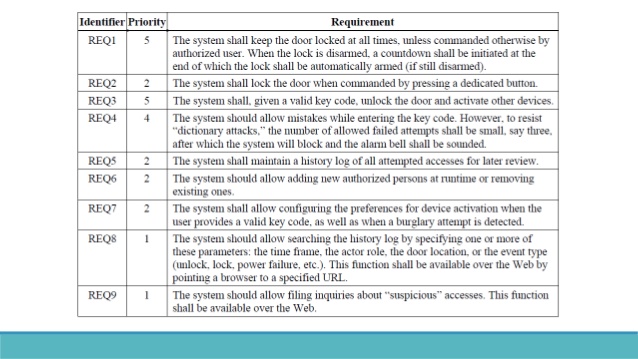 Identifier Priority Requirement
REQ1 5 The system shall keep the door locked at all times, unless commanded otherwise by
authorized user. When the lock is disarmed, a countdown shall be initiated at the
end of which the lock shall be automatically armed (if still disarmed).
REQ2 2 The system shall lock the door when commanded by pressing a dedicated button.
REQ3 5 The system shall, given a valid key code, unlock the door and activate other devices.
REQ4 4 The system should allow mistakes while entering the key code. However, to resist
“dictionary attacks,” the number of allowed failed attempts shall be small, say three,
after which the system will block and the alarm bell shall be sounded.
REQ5 2 The system shall maintain a history log of all attempted accesses for later review.
REQ6 2 The system should allow adding new authorized persons at runtime or removing
existing ones.
REQ7 2 The system shall allow configuring the preferences for device activation when the
user provides a valid key code, as well as when a burglary attempt is detected.
REQ8 1 The system should allow searching the history log by specifying one or more of
these parameters: the time frame, the actor role, the door location, or the event type
(unlock, lock, power failure, etc.). This function shall be available over the Web by
pointing a browser to a specified URL.
REQ9 1 The system should allow filing inquiries about “suspicious” accesses. This function
shall be available over the Web.